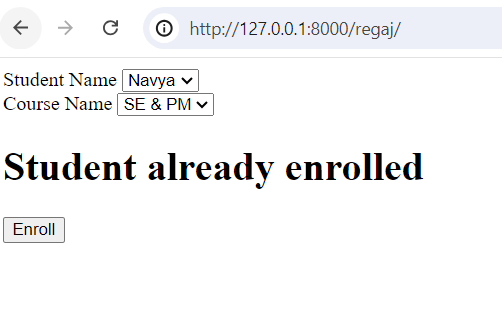 http://127.0.0.1:8000/regaj/
Student Name Navya
Course Name SE & PM
Student already enrolled
Enroll